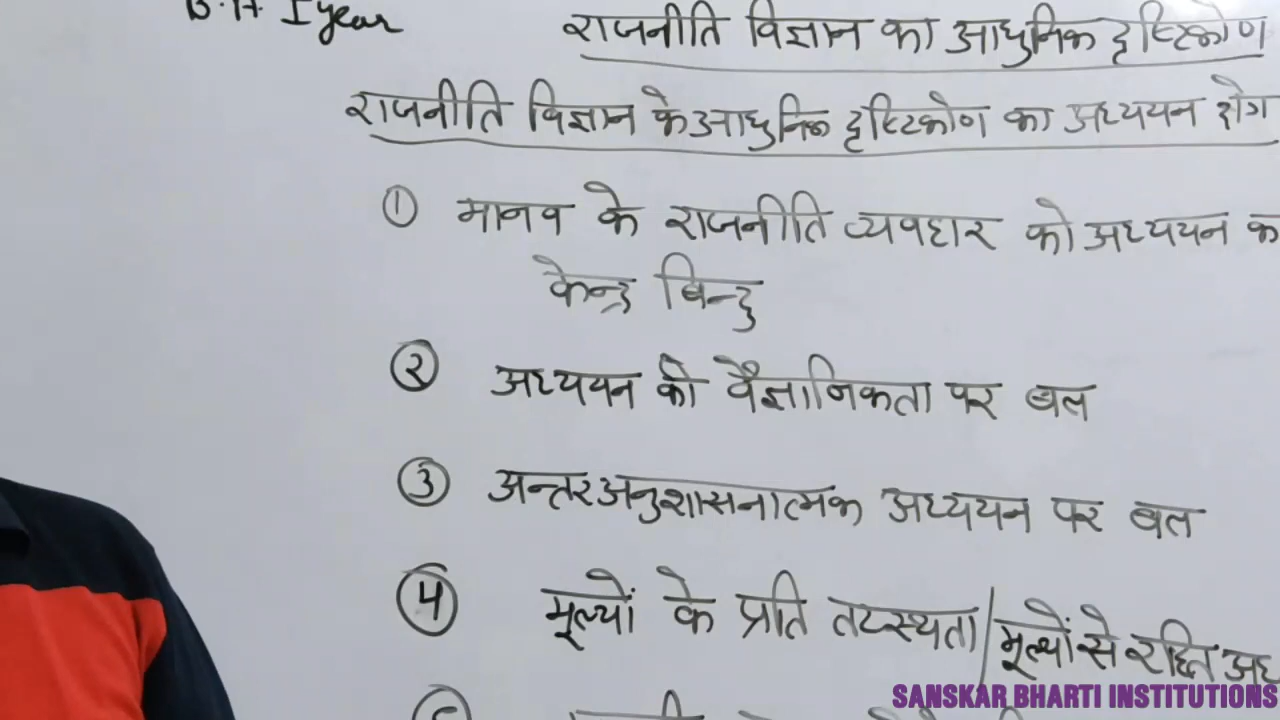 B.A I year
राजनीति विज्ञान का आधुनिक दृष्टिकोण
राजनीति विज्ञान के आधुनिक दृष्टिकोण का अध्ययन क्षेत्र
① मानव के राजनीति व्यवहार को अध्ययन क
केन्द्र बिन्दु
② अध्ययन की वैज्ञानिकता पर बल
③ अन्तरअनुशासनात्मक अध्ययन पर बल
④ मूल्यों के प्रति तटस्थता / मूल्यों से रहित अध
SANSKAR BHARTI INSTITUTIONS